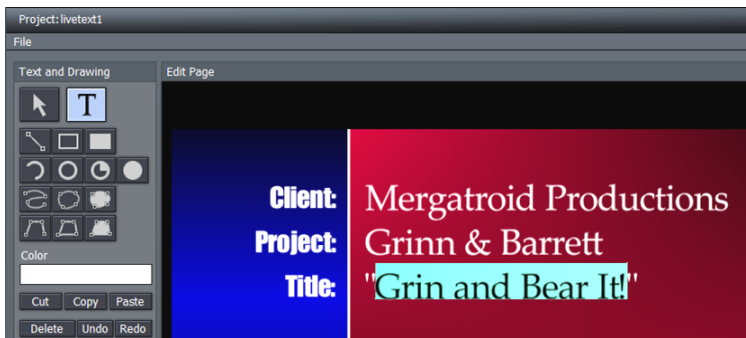 Project: livetext1
File
Text and Drawing
Edit Page
T
Color
Cut Copy Paste
Delete Undo Redo
Client: Mergatroid Productions
Project: Grinn & Barrett
Title: "Grin and Bear It!"